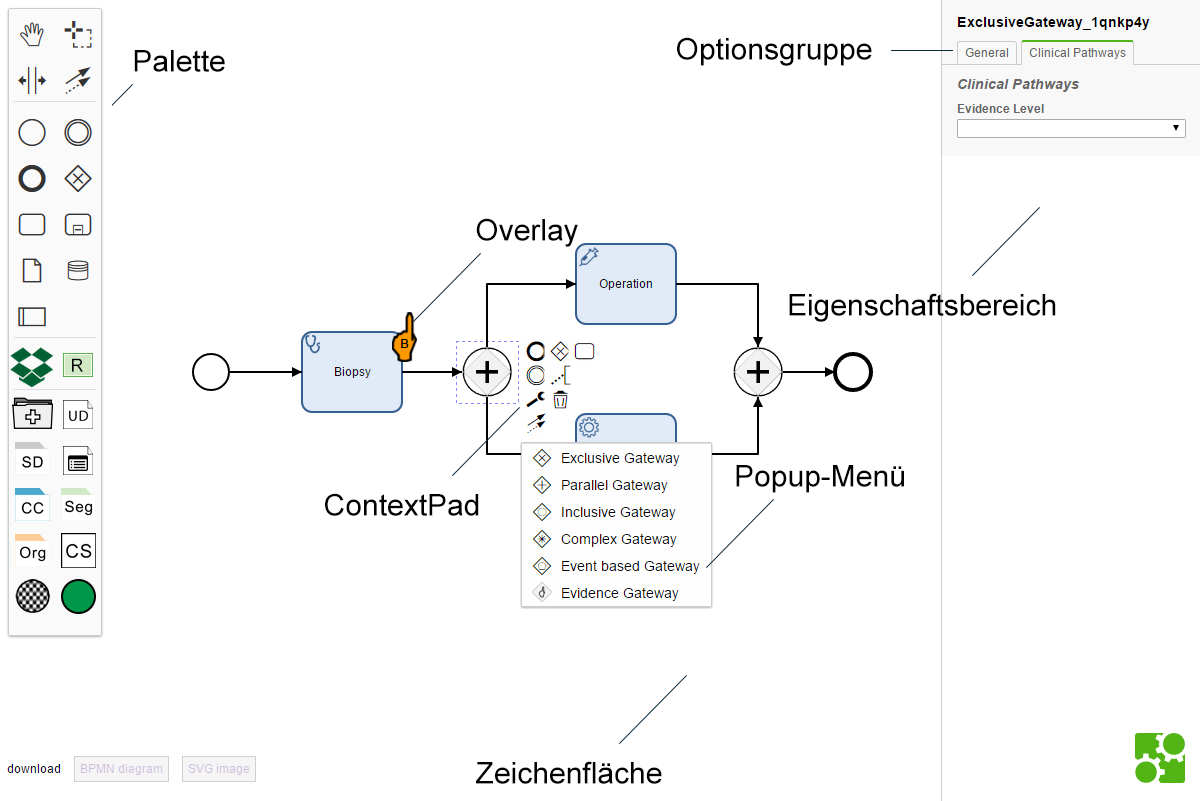 Palette
Optionsgruppe
ExclusiveGateway_1qnkp4y
General
Clinical Pathways
Clinical Pathways
Evidence Level
Overlay
Operation
Eigenschaftsbereich
B
Biopsy
R
UD
SD
CC
Seg
Org
CS
ContextPad
Popup-Menü
Exclusive Gateway
Parallel Gateway
Inclusive Gateway
Complex Gateway
Event based Gateway
Evidence Gateway
Zeichenfläche
download
BPMN diagram
SVG image